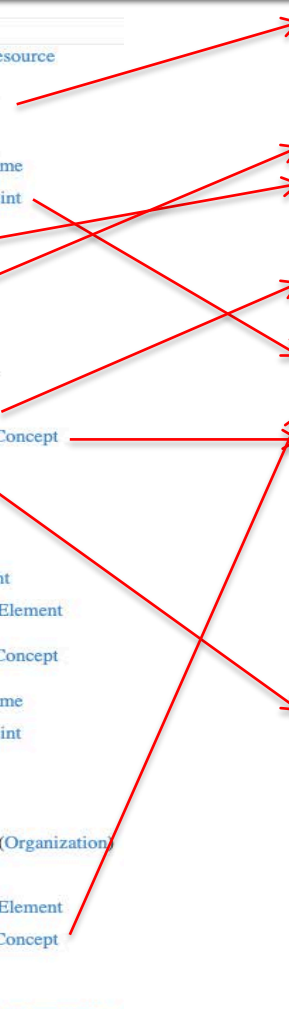 esource
me
int
Concept
nt
Element
Concept
me
int
(Organization)
Element
Concept